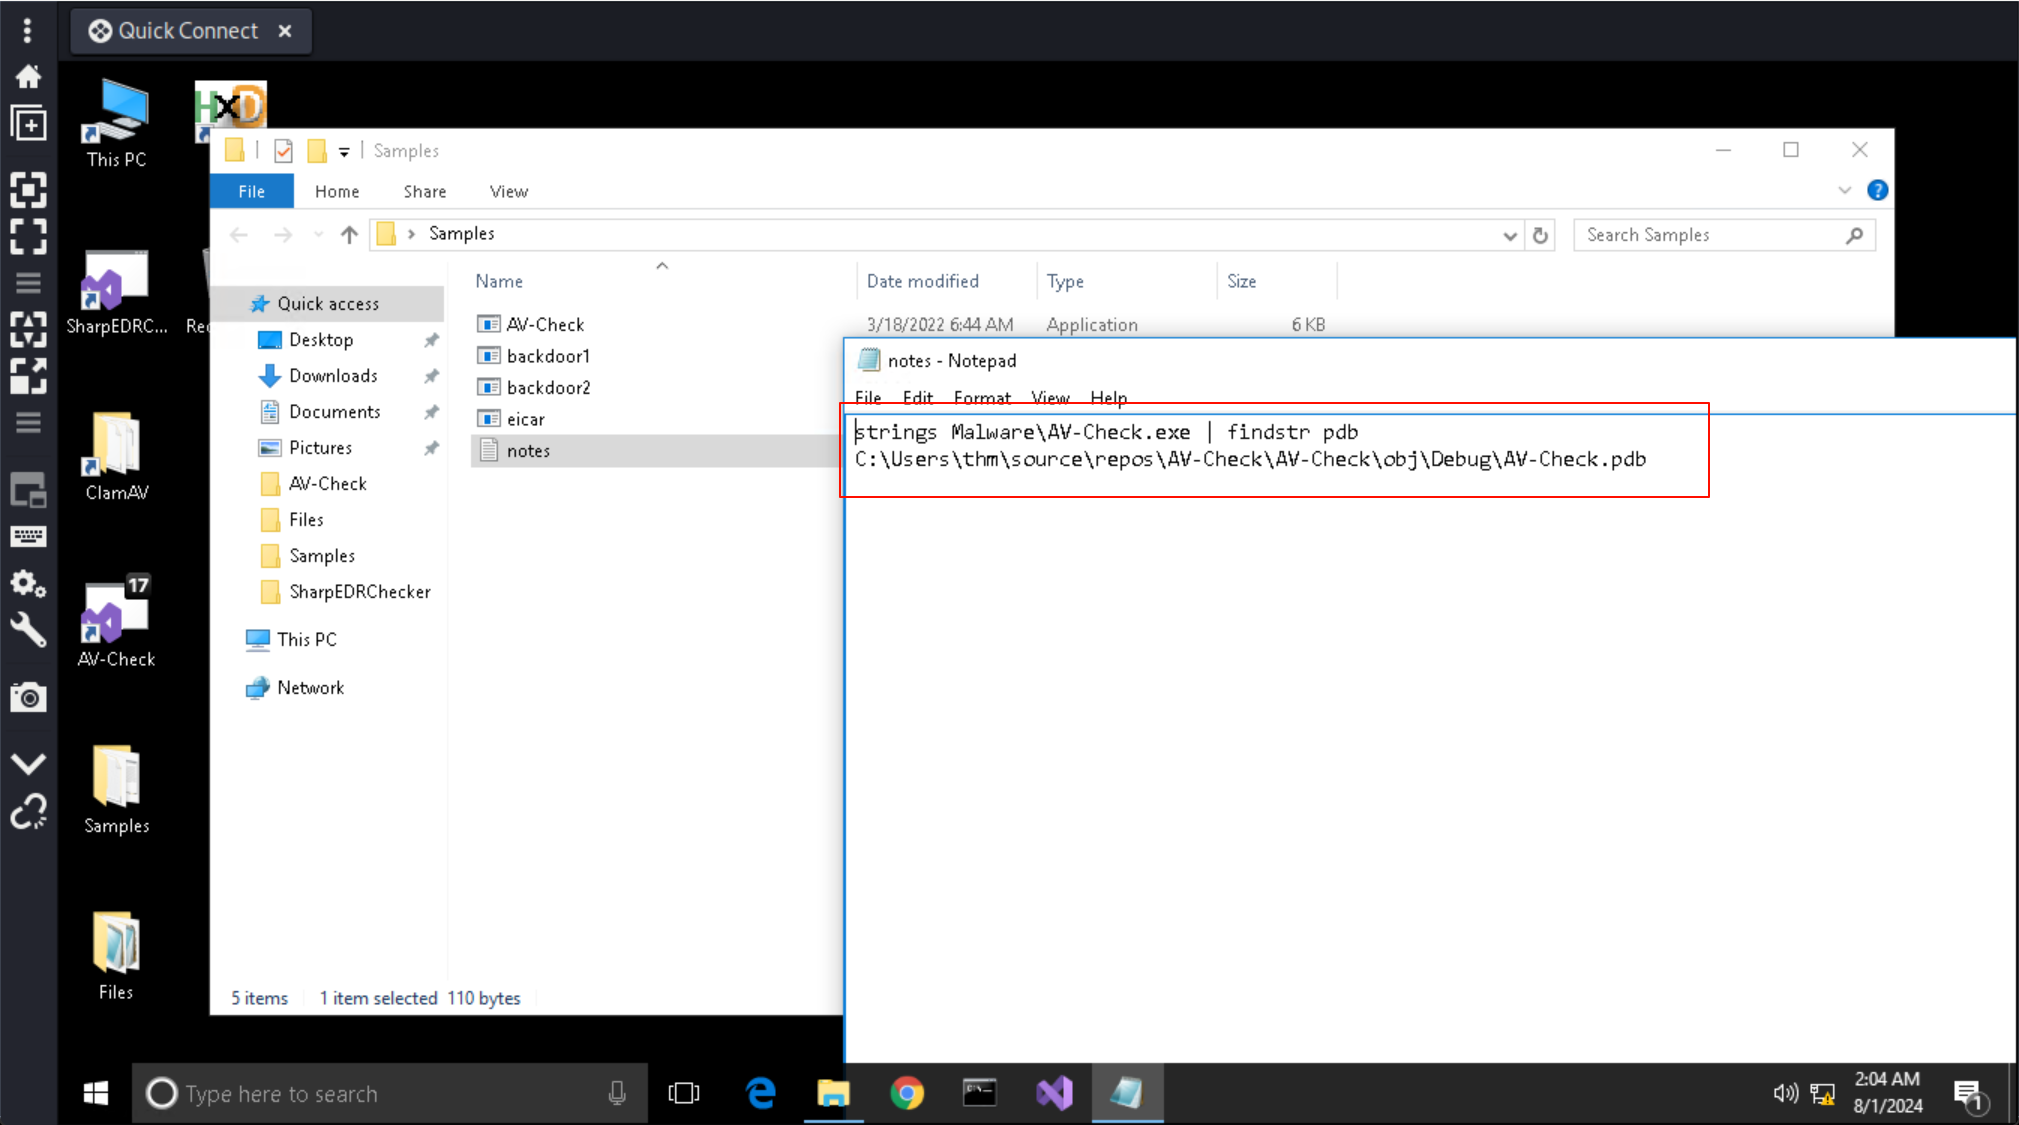 Quick Connect
HxD
This PC
SharpEDRC...
Rec
ClamAV
17
AV-Check
Samples
Files
Samples
File Home Share View
Samples
Search Samples
Quick access
Desktop
Downloads
Documents
Pictures
AV-Check
Files
Samples
SharpEDRChecker
This PC
Network
Name Date modified Type Size
AV-Check 3/18/2022 6:44 AM Application 6 KB
backdoor1
backdoor2
eicar
notes
5 items 1 item selected 110 bytes
notes - Notepad
File Edit Format View Help
strings Malware\AV-Check.exe | findstr pdb
C:\Users\thm\source\repos\AV-Check\AV-Check\obj\Debug\AV-Check.pdb
Type here to search
2:04 AM
8/1/2024
1